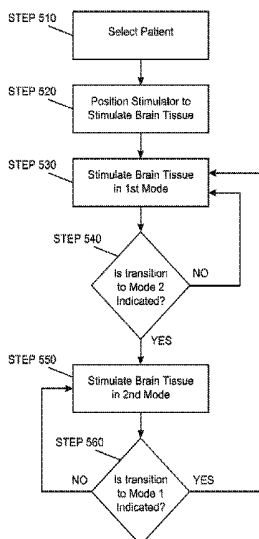 STEP 510
Select Patient
STEP 520
Position Stimulator to
Stimulate Brain Tissue
STEP 530
Stimulate Brain Tissue
in 1st Mode
STEP 540
Is transition
to Mode 2
Indicated?
NO
YES
STEP 550
Stimulate Brain Tissue
in 2nd Mode
STEP 560
NO
Is transition
to Mode 1
Indicated?
YES